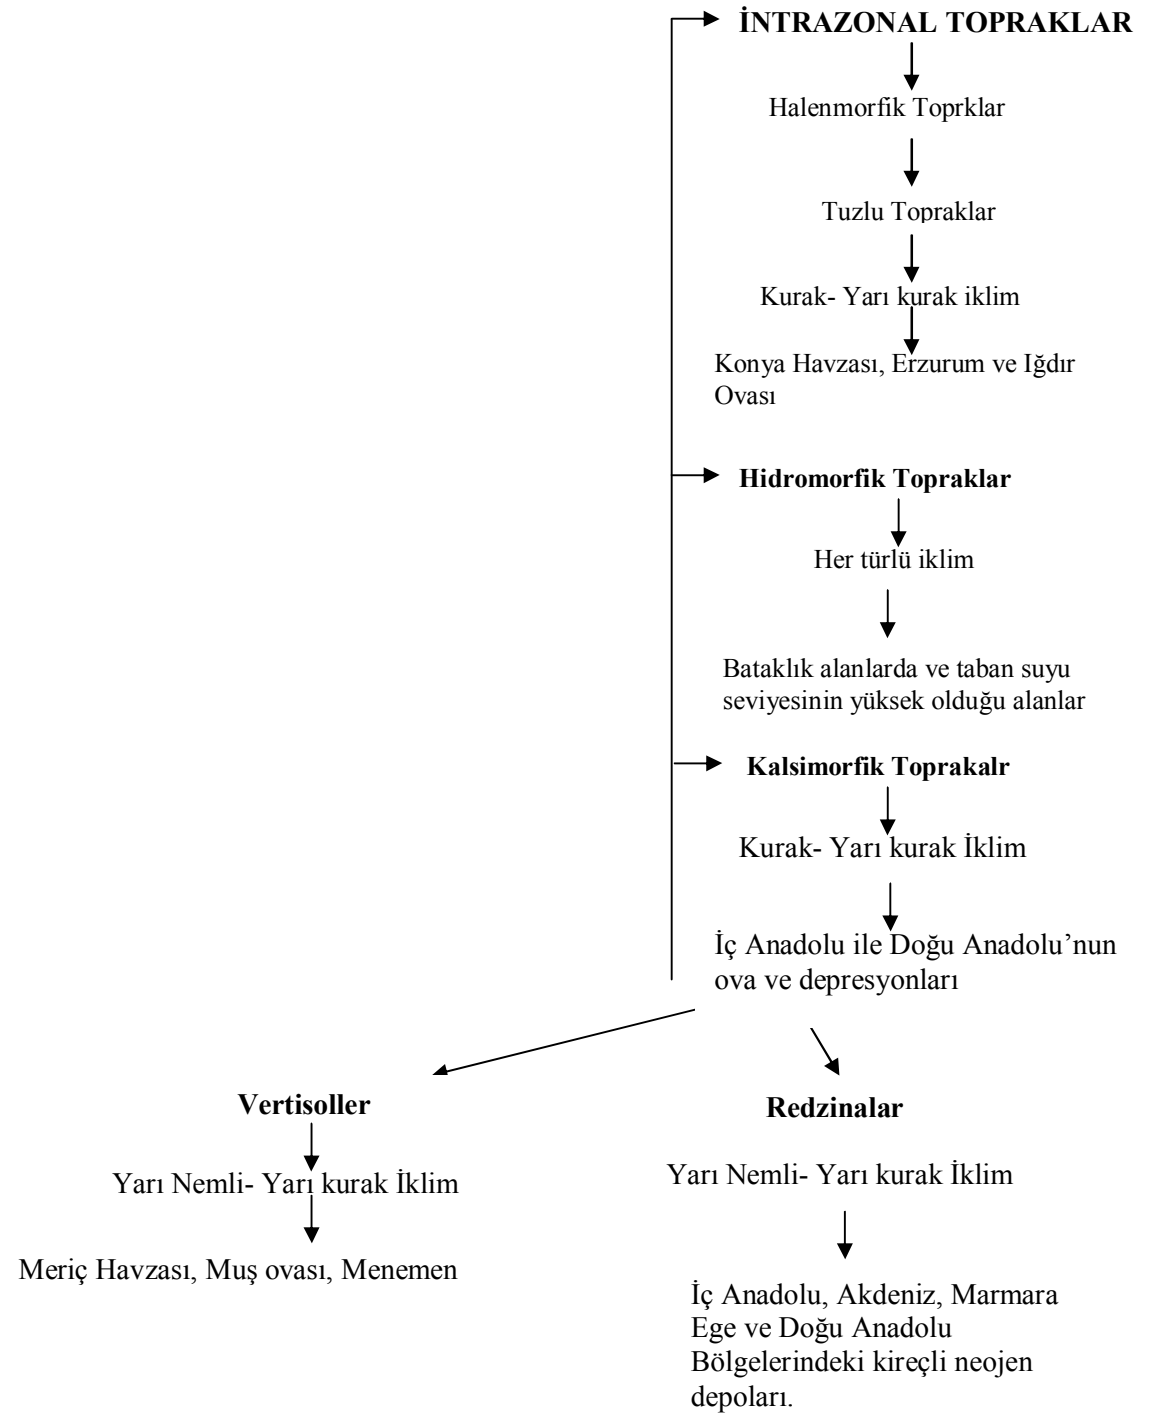 İNTRAZONAL TOPRAKLAR
Halenmorfik Toprklar
Tuzlu Topraklar
Kurak- Yarı kurak iklim
Konya Havzası, Erzurum ve Iğdır
Ovası
Hidromorfik Topraklar
Her türlü iklim
Bataklık alanlarda ve taban suyu
seviyesinin yüksek olduğu alanlar
Kalsimorfik Toprakalr
Kurak- Yarı kurak İklim
İç Anadolu ile Doğu Anadolu’nun
ova ve depresyonları
Vertisoller
Yarı Nemli- Yarı kurak İklim
Meriç Havzası, Muş ovası, Menemen
Redzinalar
Yarı Nemli- Yarı kurak İklim
İç Anadolu, Akdeniz, Marmara
Ege ve Doğu Anadolu
Bölgelerindeki kireçli neojen
depoları.